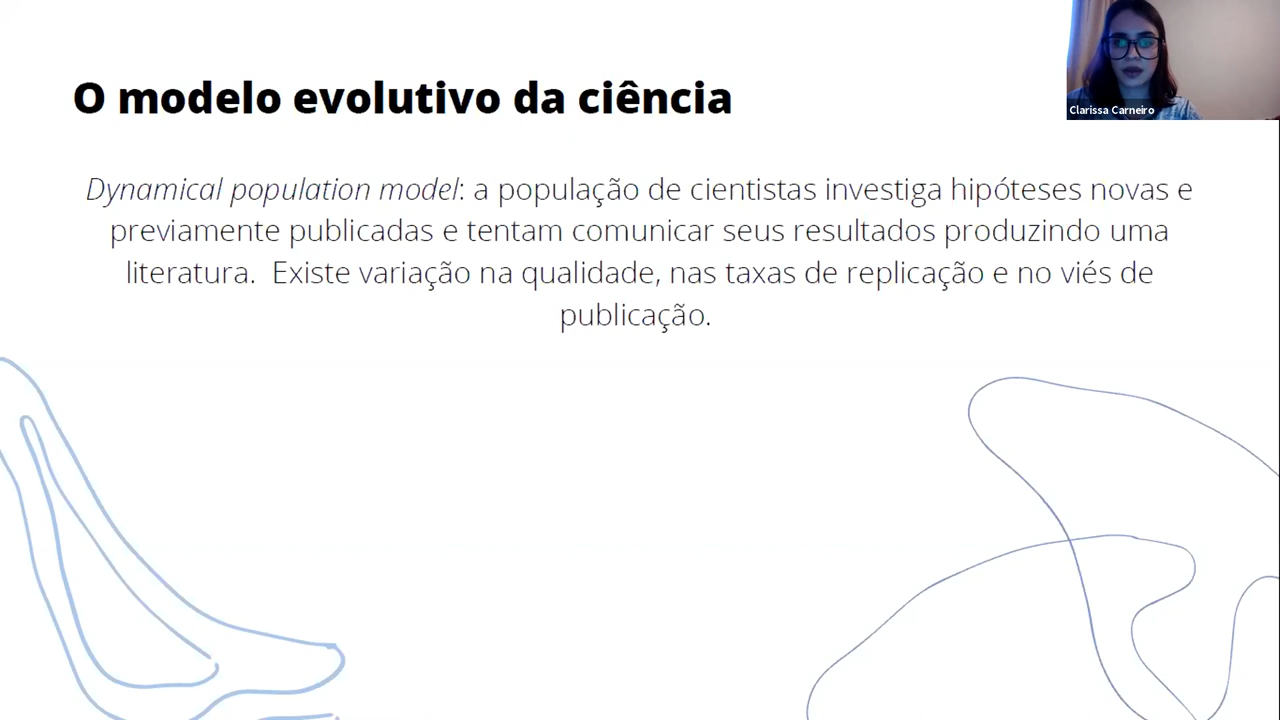 Clarissa Carneiro
O modelo evolutivo da ciência
Dynamical population model: a população de cientistas investiga hipóteses novas e
previamente publicadas e tentam comunicar seus resultados produzindo uma
literatura. Existe variação na qualidade, nas taxas de replicação e no viés de
publicação.